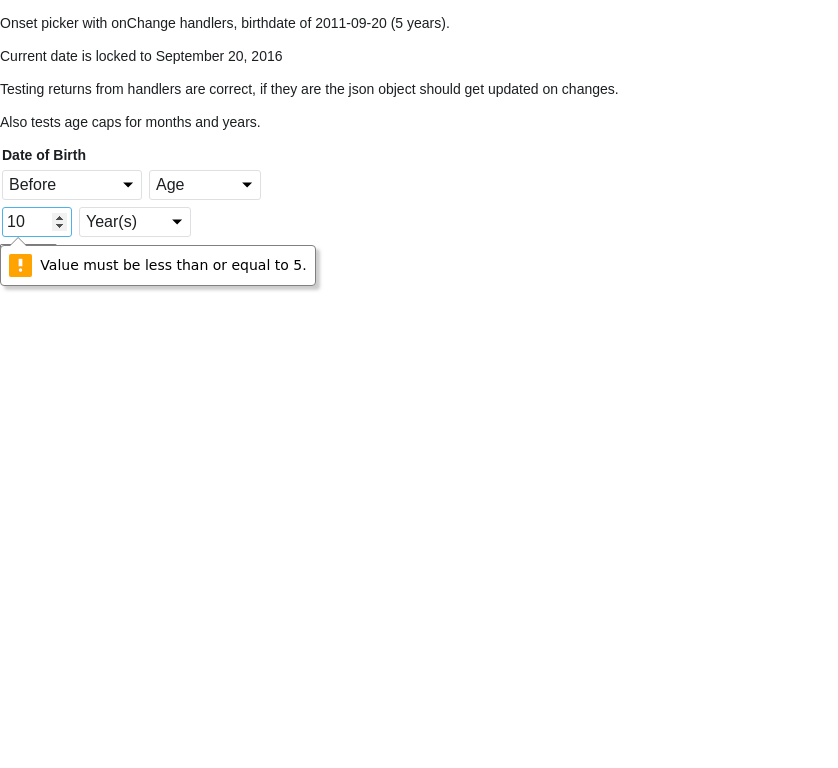 Onset picker with onChange handlers, birthdate of 2011-09-20 (5 years).
Current date is locked to September 20, 2016
Testing returns from handlers are correct, if they are the json object should get updated on changes.
Also tests age caps for months and years.
Date of Birth
Before Age
10 Year(s)
Value must be less than or equal to 5.